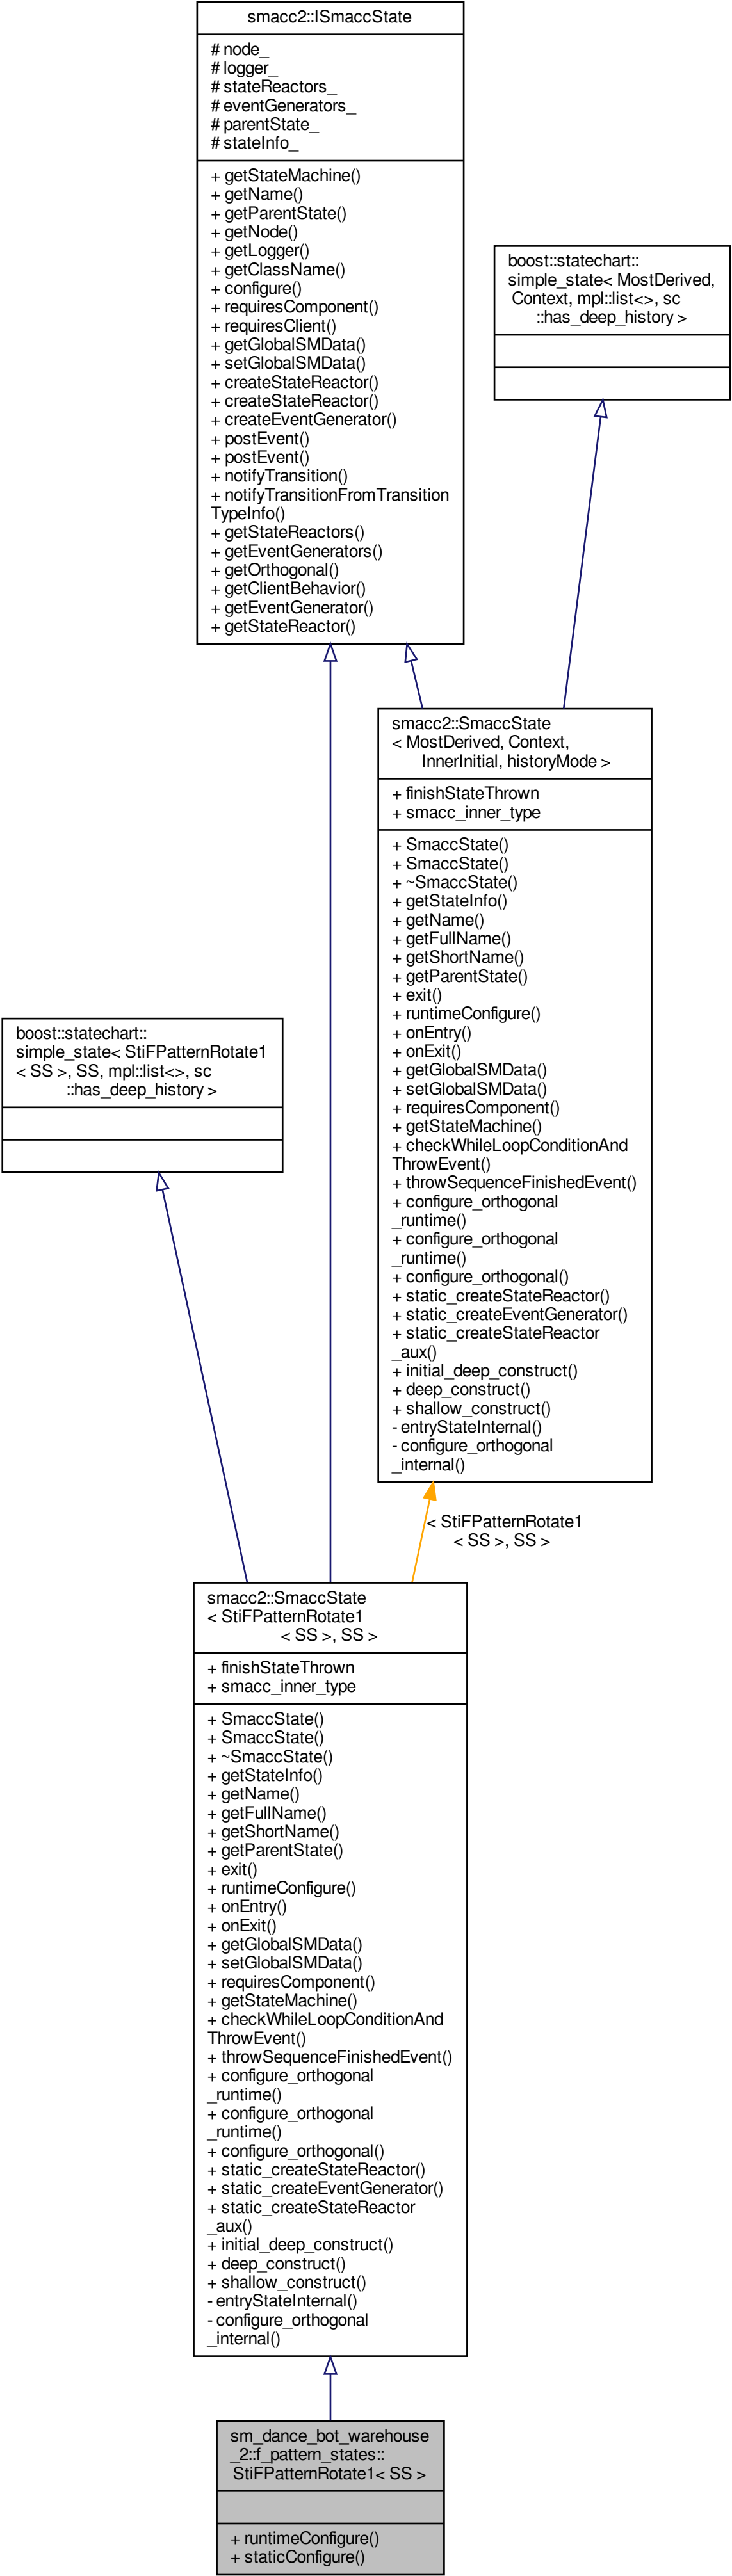 smacc2::ISmaccState
# node_
# logger_
# stateReactors_
# eventGenerators_
# parentState_
# stateInfo_
+ getStateMachine()
+ getName()
+ getParentState()
+ getNode()
+ getLogger()
+ getClassName()
+ configure()
+ requiresComponent()
+ requiresClient()
+ getGlobalSMData()
+ setGlobalSMData()
+ createStateReactor()
+ createStateReactor()
+ createEventGenerator()
+ postEvent()
+ postEvent()
+ notifyTransition()
+ notifyTransitionFromTransition
TypeInfo()
+ getStateReactors()
+ getEventGenerators()
+ getOrthogonal()
+ getClientBehavior()
+ getEventGenerator()
+ getStateReactor()
boost::statechart::
simple_state< MostDerived,
Context, mpl::list<>, sc
::has_deep_history >
smacc2::SmaccState
< MostDerived, Context,
InnerInitial, historyMode >
+ finishStateThrown
+ smacc_inner_type
+ SmaccState()
+ SmaccState()
+ ~SmaccState()
+ getStateInfo()
+ getName()
+ getFullName()
+ getShortName()
+ getParentState()
+ exit()
+ runtimeConfigure()
+ onEntry()
+ onExit()
+ getGlobalSMData()
+ setGlobalSMData()
+ requiresComponent()
+ getStateMachine()
+ checkWhileLoopConditionAnd
ThrowEvent()
+ throwSequenceFinishedEvent()
+ configure_orthogonal
_runtime()
+ configure_orthogonal
_runtime()
+ configure_orthogonal()
+ static_createStateReactor()
+ static_createEventGenerator()
+ static_createStateReactor
_aux()
+ initial_deep_construct()
+ deep_construct()
+ shallow_construct()
- entryStateInternal()
- configure_orthogonal
_internal()
boost::statechart::
simple_state< StiFPatternRotate1
< SS >, SS, mpl::list<>, sc
::has_deep_history >
< StiFPatternRotate1
< SS >, SS >
smacc2::SmaccState
< StiFPatternRotate1
< SS >, SS >
+ finishStateThrown
+ smacc_inner_type
+ SmaccState()
+ SmaccState()
+ ~SmaccState()
+ getStateInfo()
+ getName()
+ getFullName()
+ getShortName()
+ getParentState()
+ exit()
+ runtimeConfigure()
+ onEntry()
+ onExit()
+ getGlobalSMData()
+ setGlobalSMData()
+ requiresComponent()
+ getStateMachine()
+ checkWhileLoopConditionAnd
ThrowEvent()
+ throwSequenceFinishedEvent()
+ configure_orthogonal
_runtime()
+ configure_orthogonal
_runtime()
+ configure_orthogonal()
+ static_createStateReactor()
+ static_createEventGenerator()
+ static_createStateReactor
_aux()
+ initial_deep_construct()
+ deep_construct()
+ shallow_construct()
- entryStateInternal()
- configure_orthogonal
_internal()
sm_dance_bot_warehouse
_2::f_pattern_states::
StiFPatternRotate1< SS >
+ runtimeConfigure()
+ staticConfigure()